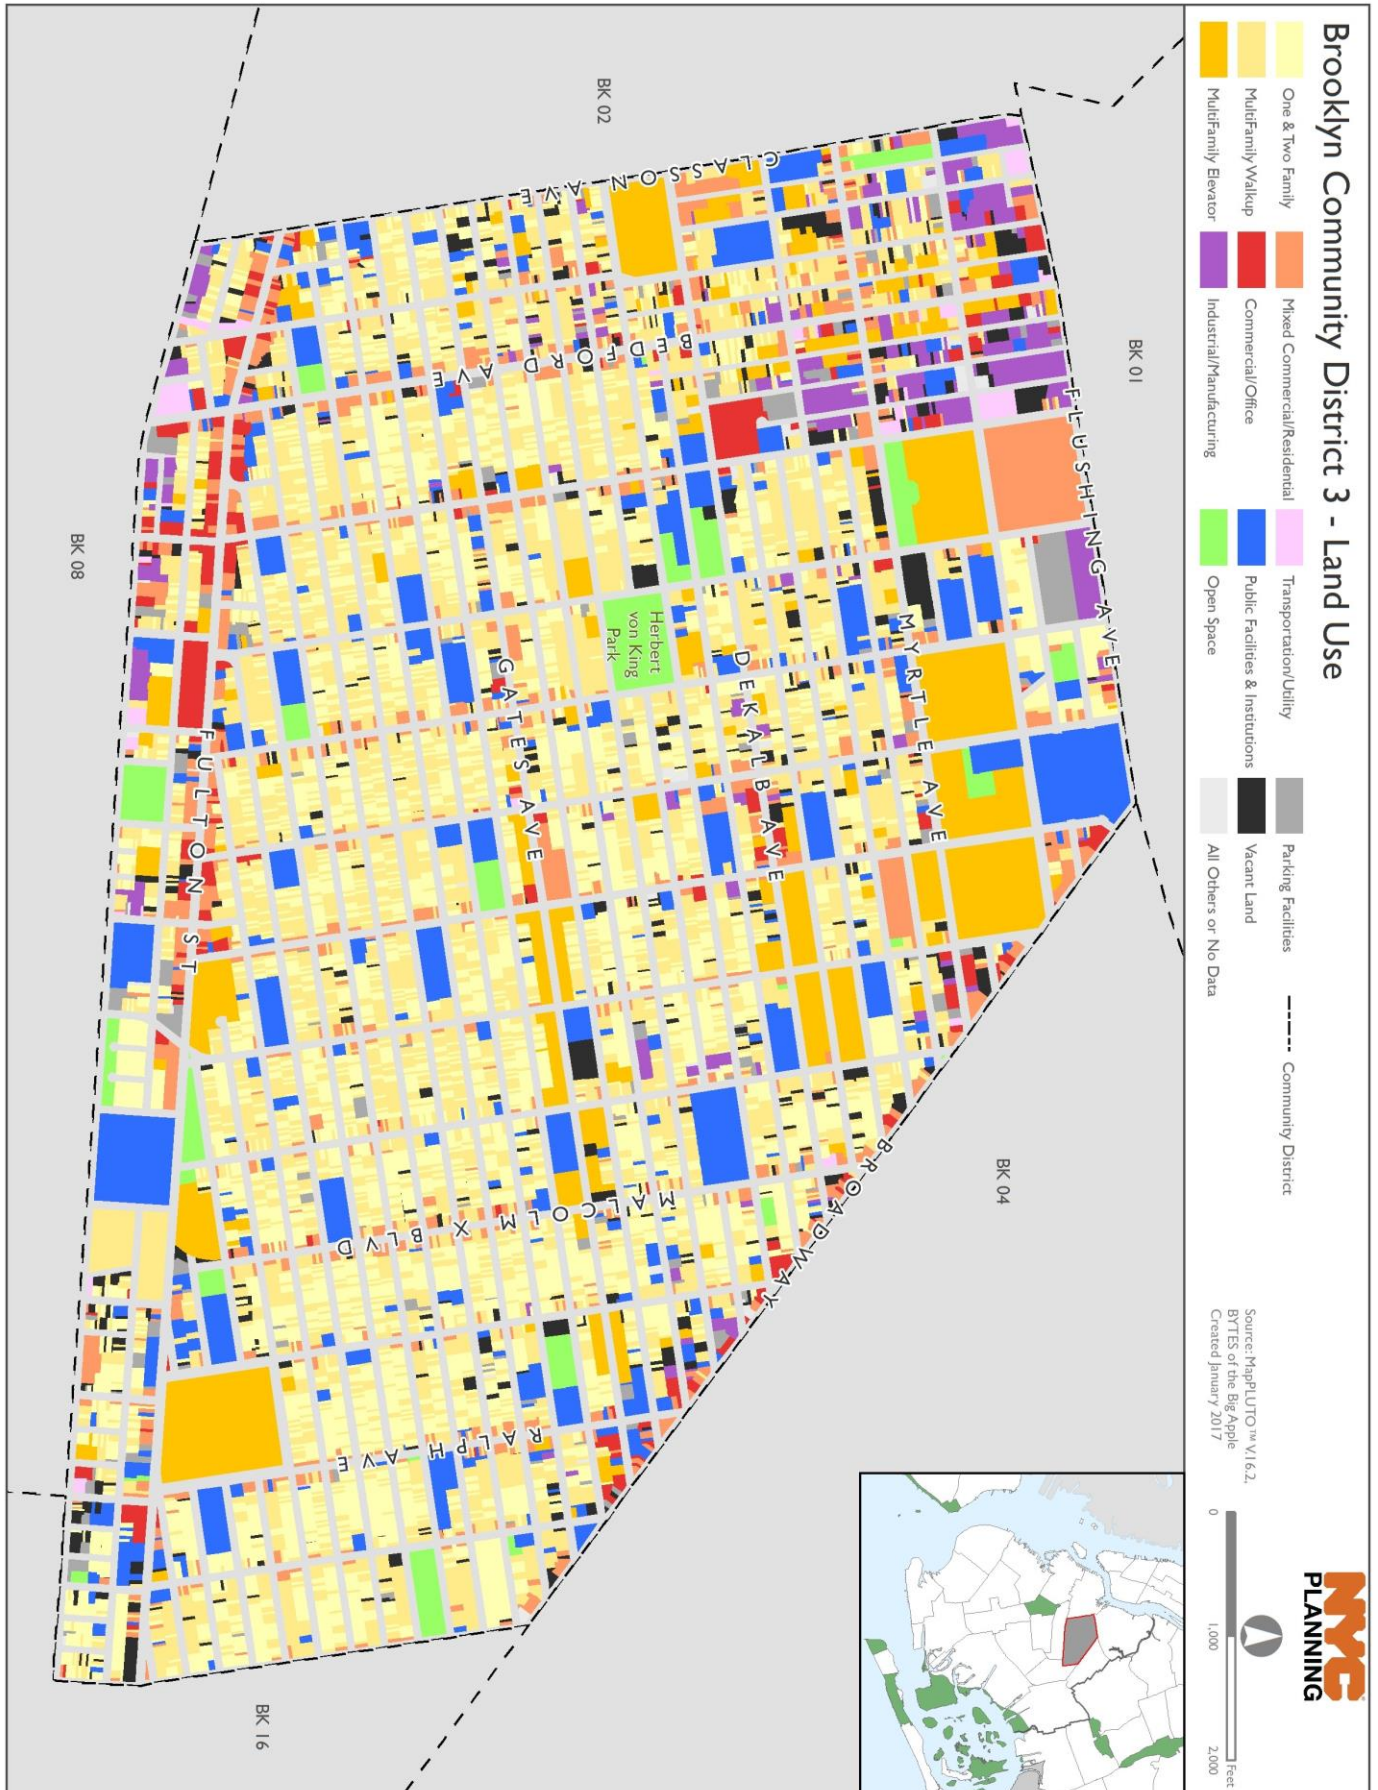 Brooklyn Community District 3 - Land Use
One & Two Family
MultiFamily Walkup
MultiFamily Elevator
Mixed Commercial/Residential
Commercial/Office
Industrial/Manufacturing
Transportation/Utility
Public Facilities & Institutions
Open Space
Parking Facilities
Vacant Land
All Others or No Data
Community District
Source: MapPLUTO™ V.16.2,
BYTES of the Big Apple
Created January 2017
0
1,000
2,000
Feet
NYC
PLANNING
BK 01
BK 02
BK 04
BK 08
BK 16
FLUSHING AVE
CLASSON AVE
BEDFORD AVE
MYRTLE AVE
DEKALB AVE
Herbert
von King
Park
GATES AVE
BROADWAY
MALCOLM X BLVD
FULTON ST
RALPH AVE